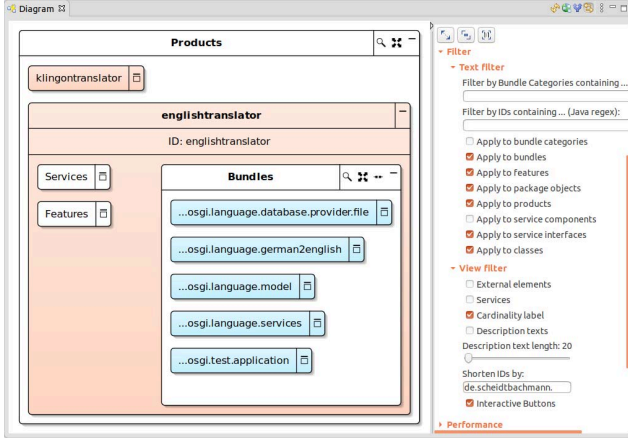 Diagram
Products
klingontranslator
englishtranslator
ID: englishtranslator
Services
Features
Bundles
...osgi.language.database.provider.file
...osgi.language.german2english
...osgi.language.model
...osgi.language.services
...osgi.test.application
Filter
Text filter
Filter by Bundle Categories containing ...
Filter by IDs containing ... (Java regex):
Apply to bundle categories
Apply to bundles
Apply to features
Apply to package objects
Apply to products
Apply to service components
Apply to service interfaces
Apply to classes
View filter
External elements
Services
Cardinality label
Description texts
Description text length: 20
Shorten IDs by:
de.scheidtbachmann.
Interactive Buttons
Performance